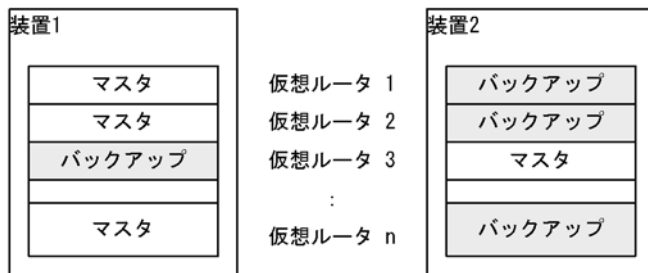 装置1
装置2
マスタ
仮想ルータ 1
バックアップ
マスタ
仮想ルータ 2
バックアップ
バックアップ
仮想ルータ 3
マスタ
:
マスタ
仮想ルータ n
バックアップ